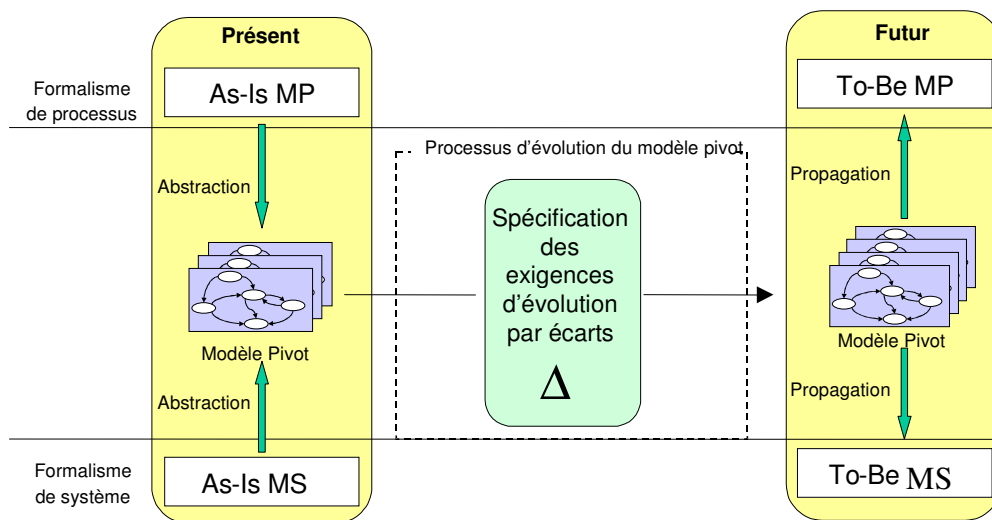 Présent
Futur
Formalisme
de processus
As-Is MP
To-Be MP
Processus d'évolution du modèle pivot
Abstraction
Propagation
Spécification
des
exigences
d'évolution
par écarts
Δ
Modèle Pivot
Modèle Pivot
Abstraction
Propagation
Formalisme
de système
As-Is MS
To-Be MS